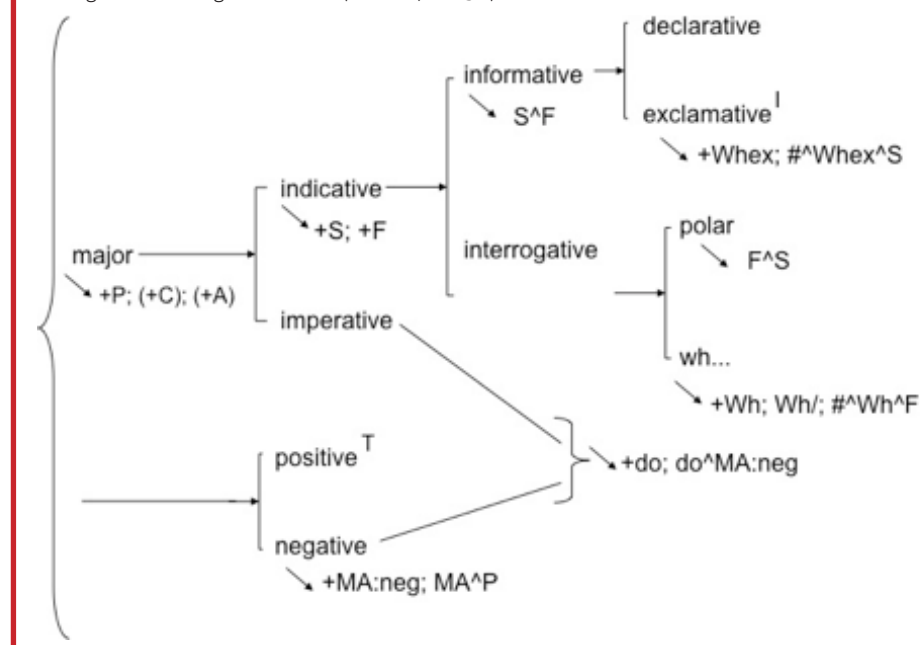 declarative
informative
S^F
exclamative I
+Whex; #^Whex^S
indicative
+S; +F
polar
F^S
interrogative
major
+P; (+C); (+A)
imperative
wh...
+Wh; Wh/; #^Wh^F
positive T
+do; do^MA:neg
negative
+MA:neg; MA^P